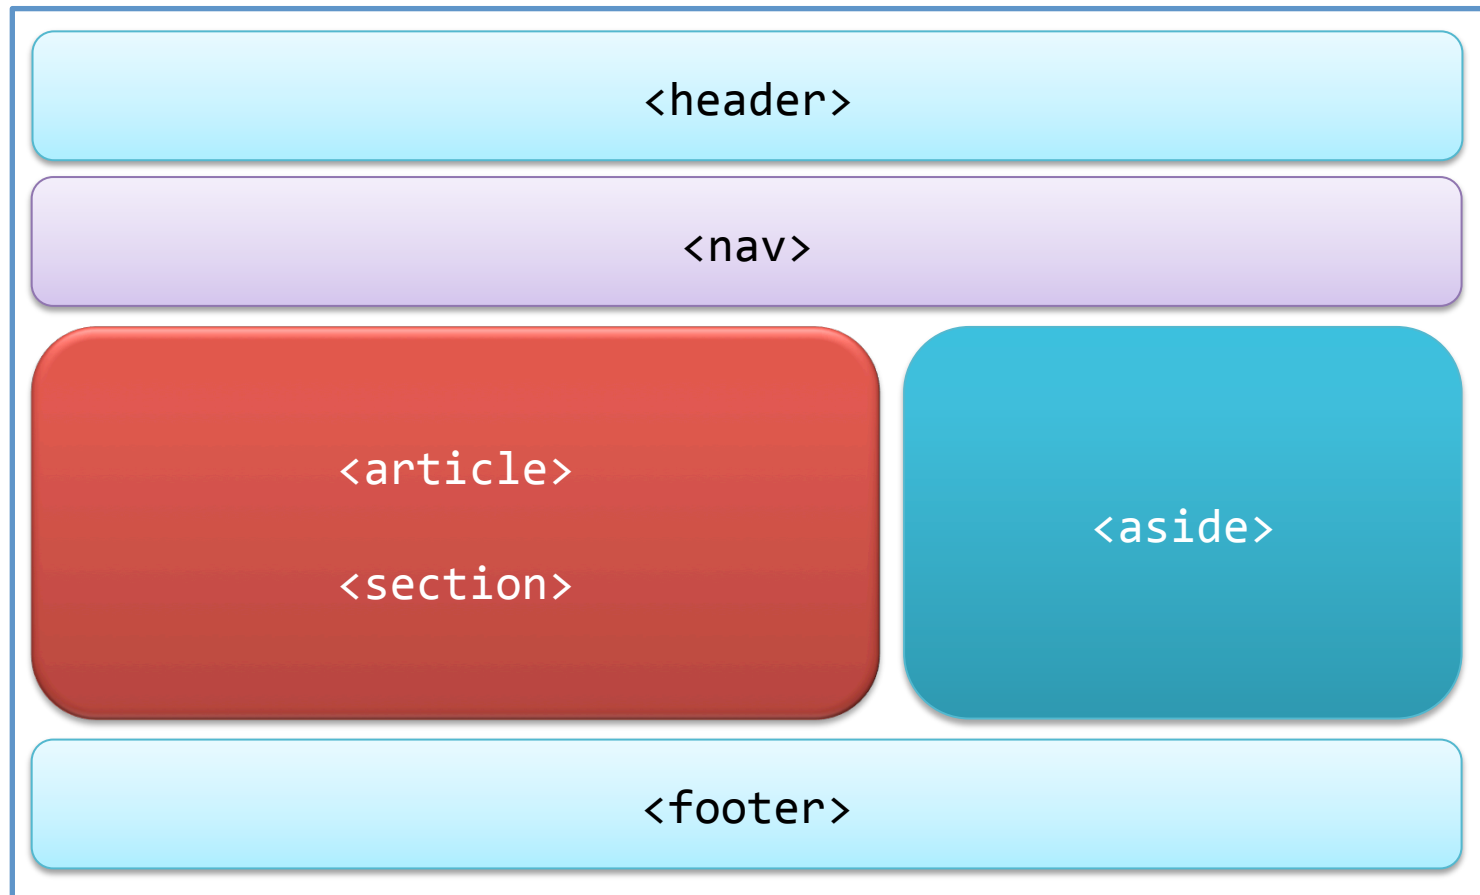 <header>
<nav>
<article>
<section>
<aside>
<footer>